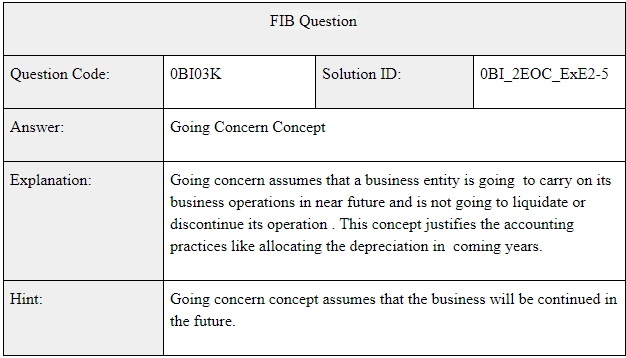 FIB Question
Question Code: 0BI03K Solution ID: 0BI_2EOC_ExE2-5
Answer: Going Concern Concept
Explanation: Going concern assumes that a business entity is going  to carry on its
business operations in near future and is not going to liquidate or
discontinue its operation . This concept justifies the accounting
practices like allocating the depreciation in  coming years.
Hint: Going concern concept assumes that the business will be continued in
the future.